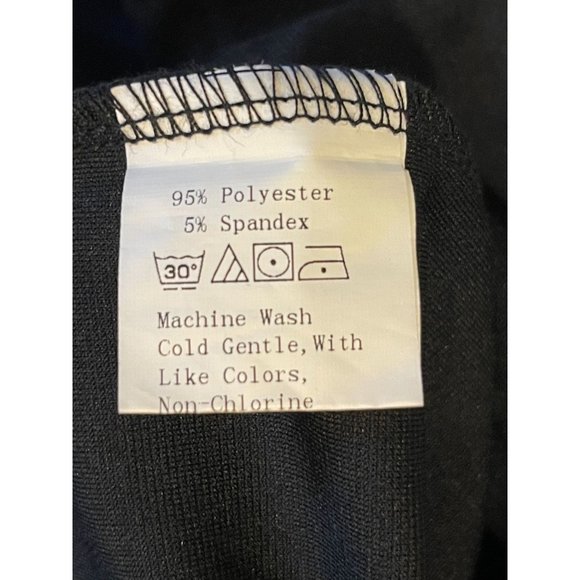 95% Polyester
5% Spandex
30°
Machine Wash
Cold Gentle, With
Like Colors,
Non-Chlorine